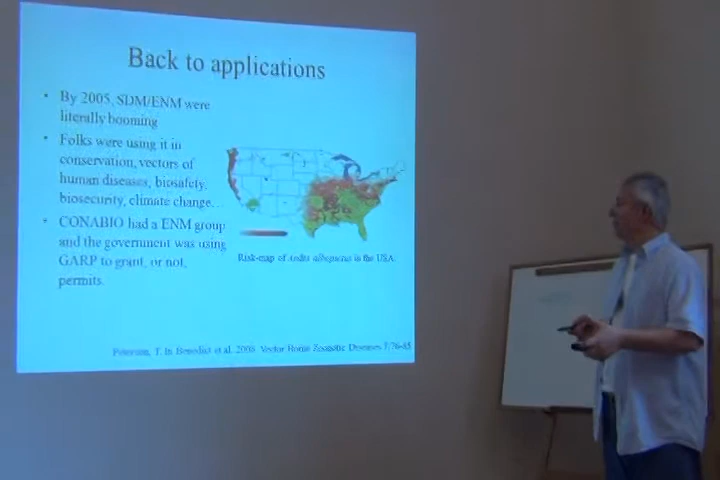 Back to applications
• By 2005, SDM/ENM were
literally booming
• Folks were using it in
conservation, vectors of
human diseases, biosafety,
biosecurity, climate change…
• CONABIO had a ENM group
and the government was using
GARP to grant, or not,
permits.
Risk-map of Aedes albopictus in the USA.
Peterson, T. In Benedict et al. Vector Borne Zoonotic Diseases 7:76-85